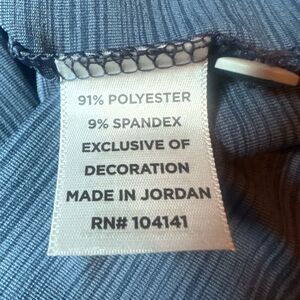 91% POLYESTER
9% SPANDEX
EXCLUSIVE OF
DECORATION
MADE IN JORDAN
RN# 104141